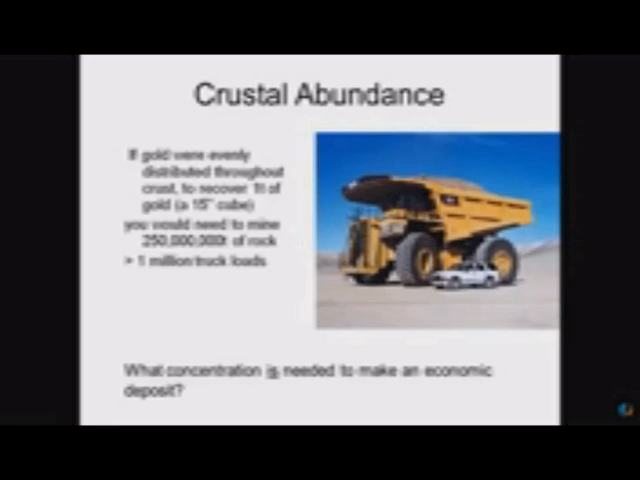 Crustal Abundance
If gold were evenly
distributed throughout
crust, to recover 1t of
gold (a 15" cube)
you would need to mine
250,000,000t of rock
> 1 million truck loads
What concentration is needed to make an economic
deposit?